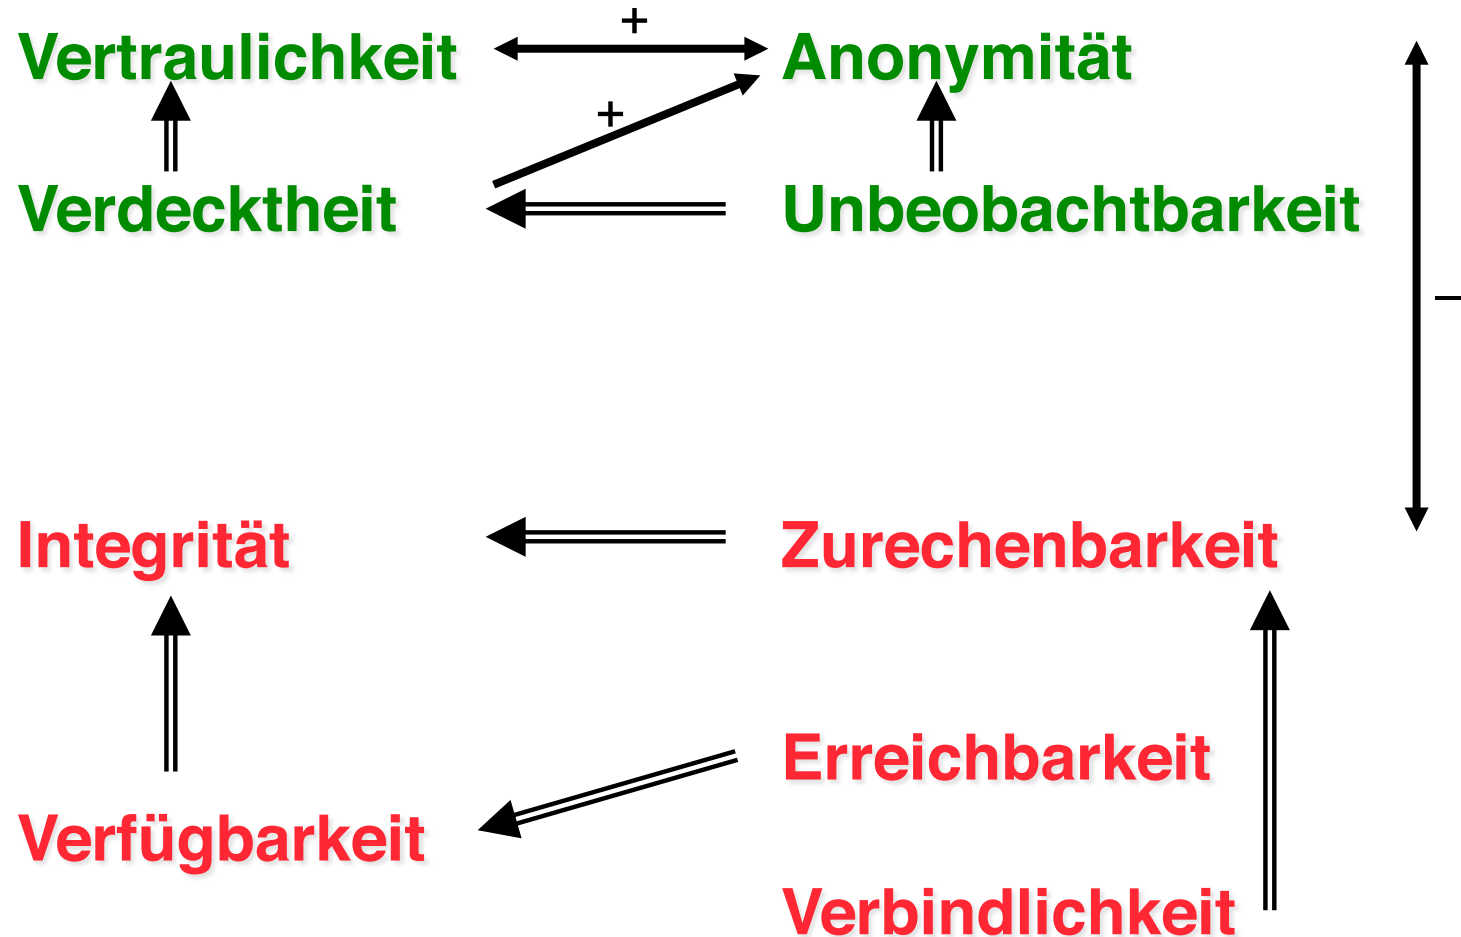 +
Vertraulichkeit Anonymität
+
Verdecktheit Unbeobachtbarkeit
–
Integrität Zurechenbarkeit
Erreichbarkeit
Verfügbarkeit
Verbindlichkeit